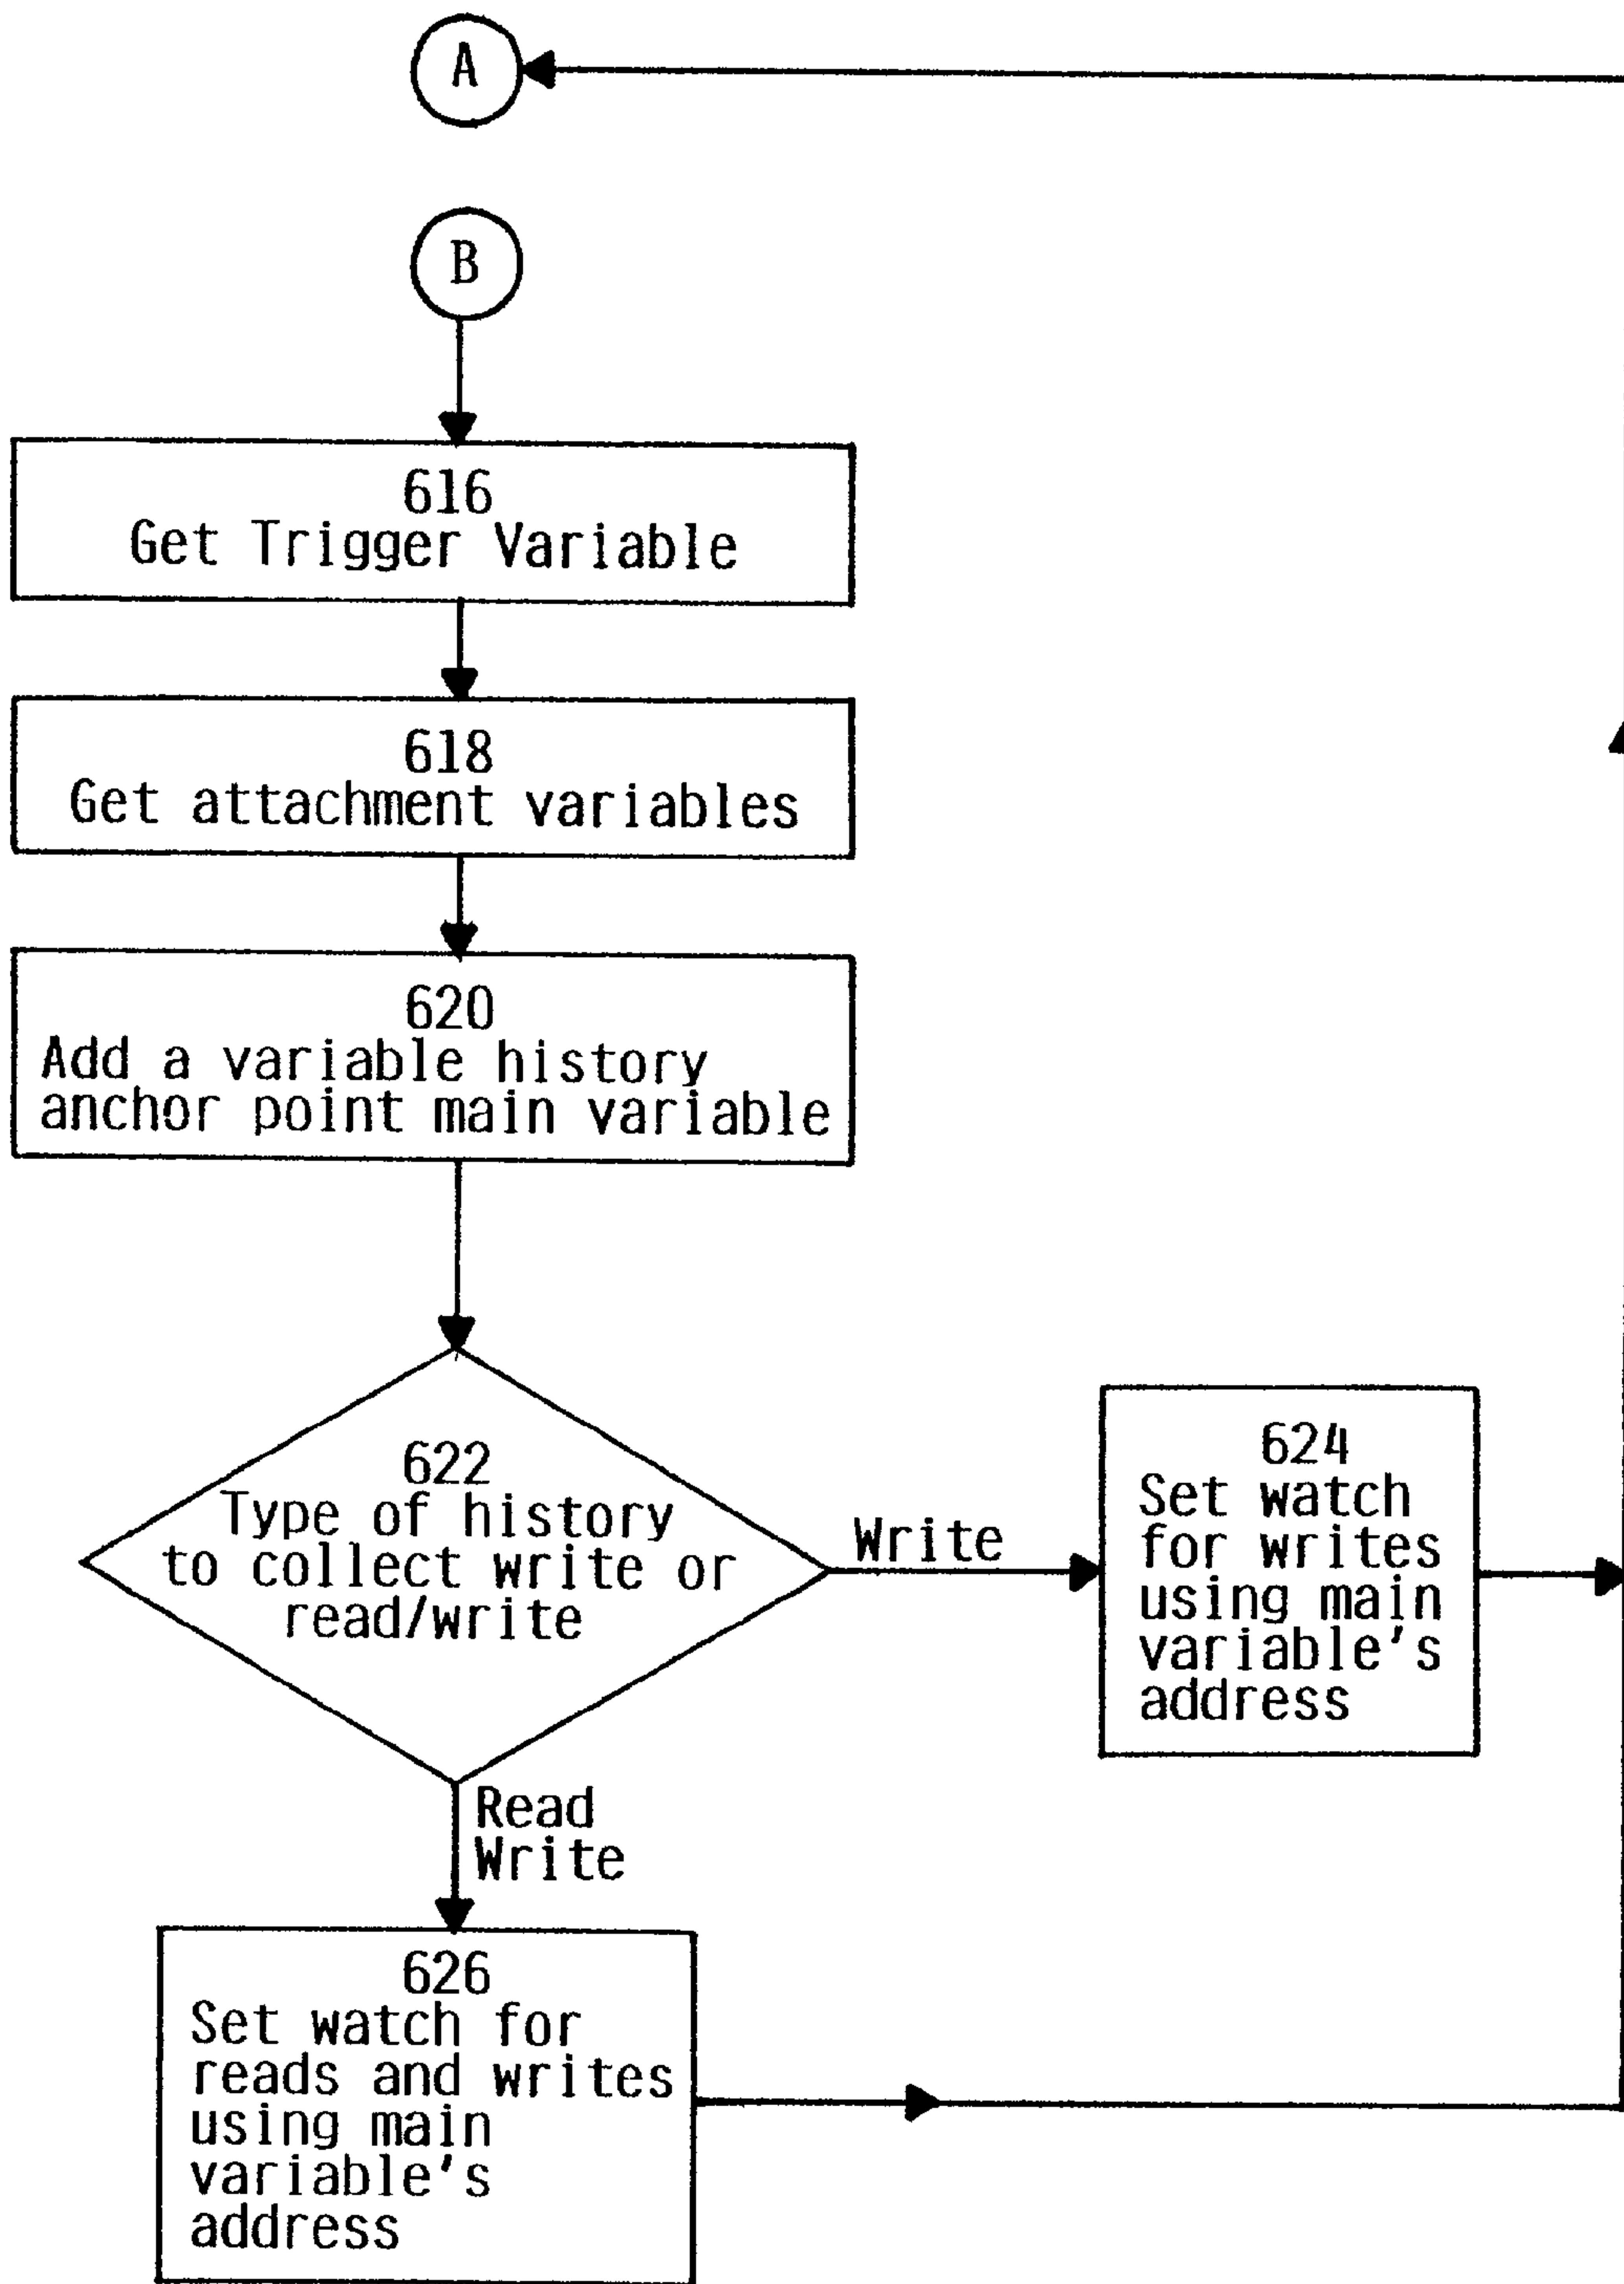 A
B
616
Get Trigger Variable
618
Get attachment variables
620
Add a variable history
anchor point main variable
622
Type of history
to collect write or
read/write
Write
624
Set watch
for writes
using main
variable's
address
Read
Write
626
Set watch for
reads and writes
using main
variable's
address